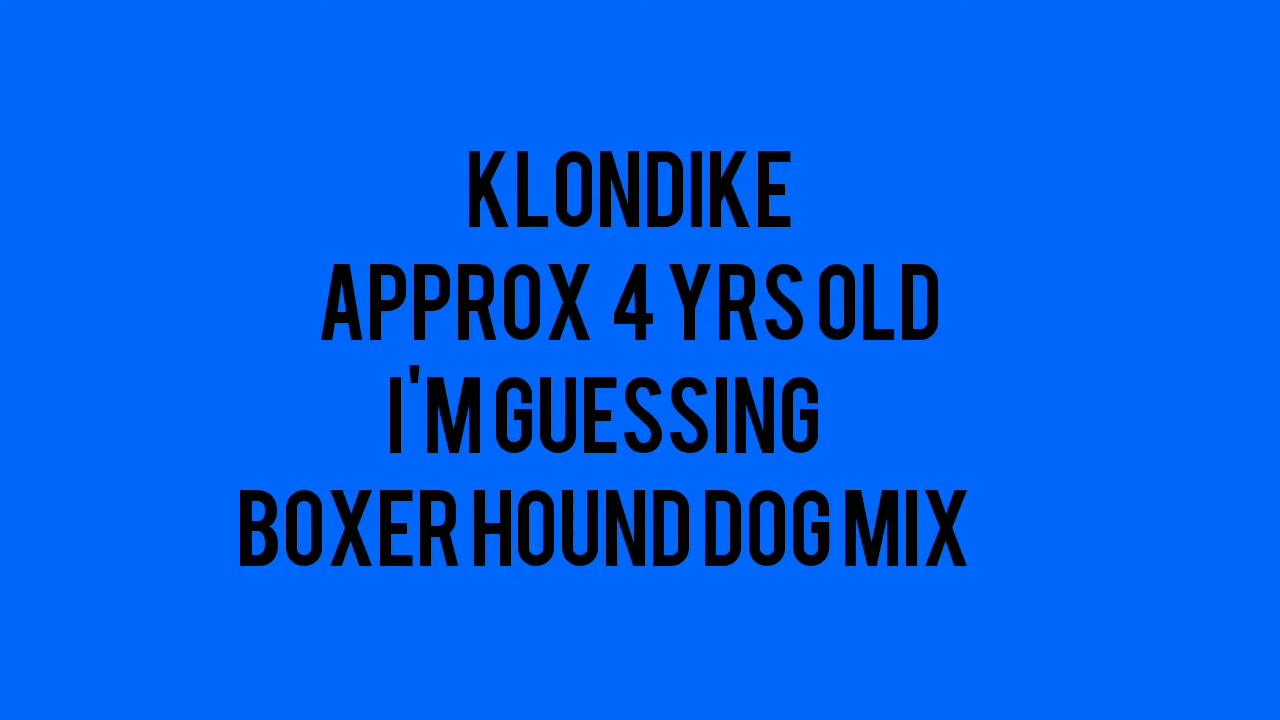 KLONDIKE
APPROX 4 YRS OLD
I'M GUESSING
BOXER HOUND DOG MIX